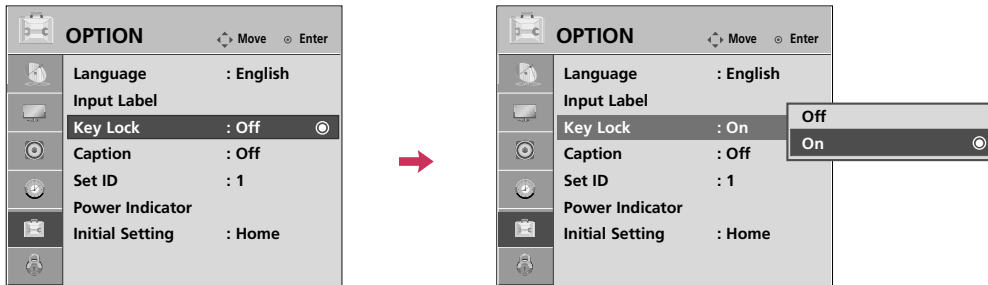 OPTION Move Enter
Language : English
Input Label
Key Lock : Off
Caption : Off
Set ID : 1
Power Indicator
Initial Setting : Home
OPTION Move Enter
Language : English
Input Label
Key Lock : On
Caption : Off
Set ID : 1
Power Indicator
Initial Setting : Home
Off
On